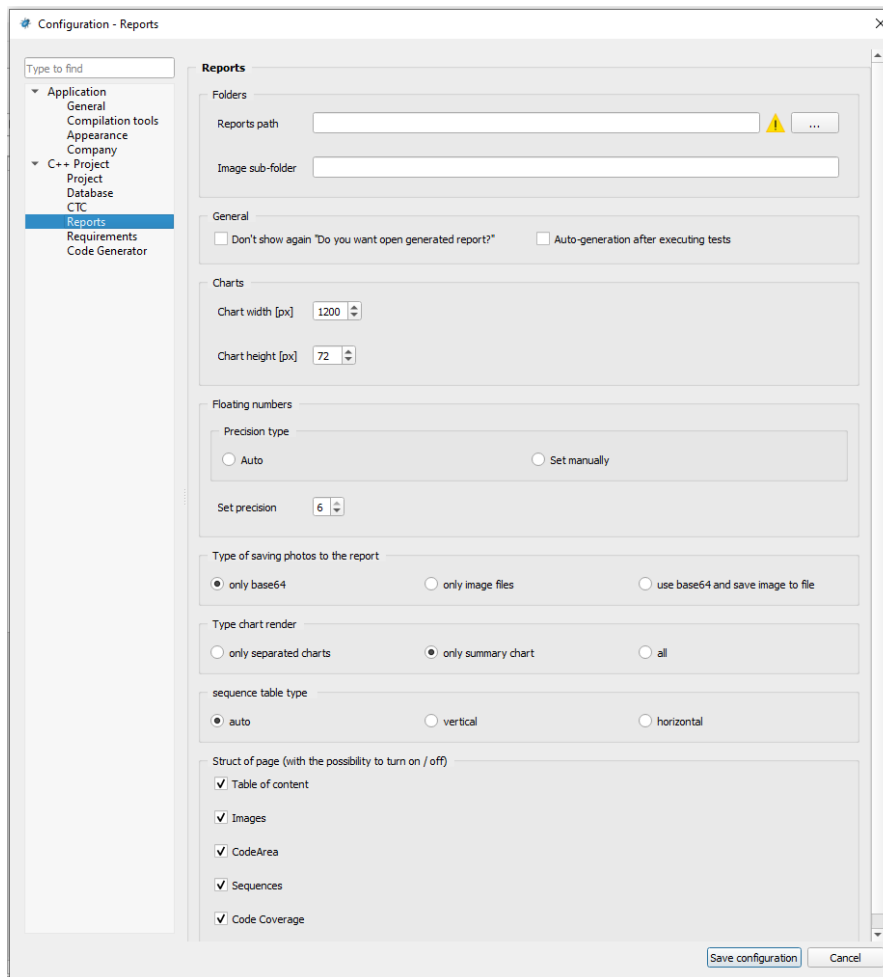 Configuration - Reports
Type to find
Application
General
Compilation tools
Appearance
Company
C++ Project
Project
Database
CTC
Reports
Requirements
Code Generator
Reports
Folders
Reports path
...
Image sub-folder
General
Don't show again "Do you want open generated report?" Auto-generation after executing tests
Charts
Chart width [px] 1200
Chart height [px] 72
Floating numbers
Precision type
Auto Set manually
Set precision 6
Type of saving photos to the report
only base64 only image files use base64 and save image to file
Type chart render
only separated charts only summary chart all
sequence table type
auto vertical horizontal
Struct of page (with the possibility to turn on / off)
Table of content
Images
CodeArea
Sequences
Code Coverage
Save configuration Cancel